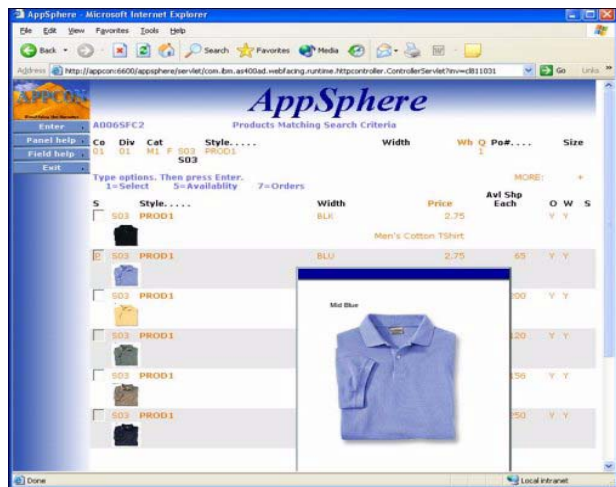 AppSphere - Microsoft Internet Explorer
File Edit View Favorites Tools Help
Back Search Favorites Media
Address http://appcon:6600/appsphere/servlet/com.ibm.as400ad.webfacing.runtime.httpcontroller.ControllerServlet?inv=cl811031 Go Links »
APPCON
AppSphere
Enter
Panel help
Field help
Exit
A006SFC2 Products Matching Search Criteria
Co Div Cat Style..... Width Wh Q Po#.... Size
01 01 M1 F S03 PROD1 1
S03
Type options. Then press Enter. MORE: +
1=Select 5=Availablity 7=Orders
Avl Shp
S Style..... Width Price Each O W S
S03 PROD1 BLK 2.75 Y Y
Men's Cotton TShirt
S03 PROD1 BLU 2.75 65 Y Y
S03 PROD1 Y Y
S03 PROD1 120 Y Y
S03 PROD1 156 Y Y
S03 PROD1 Y Y
Mid Blue
Done Local intranet